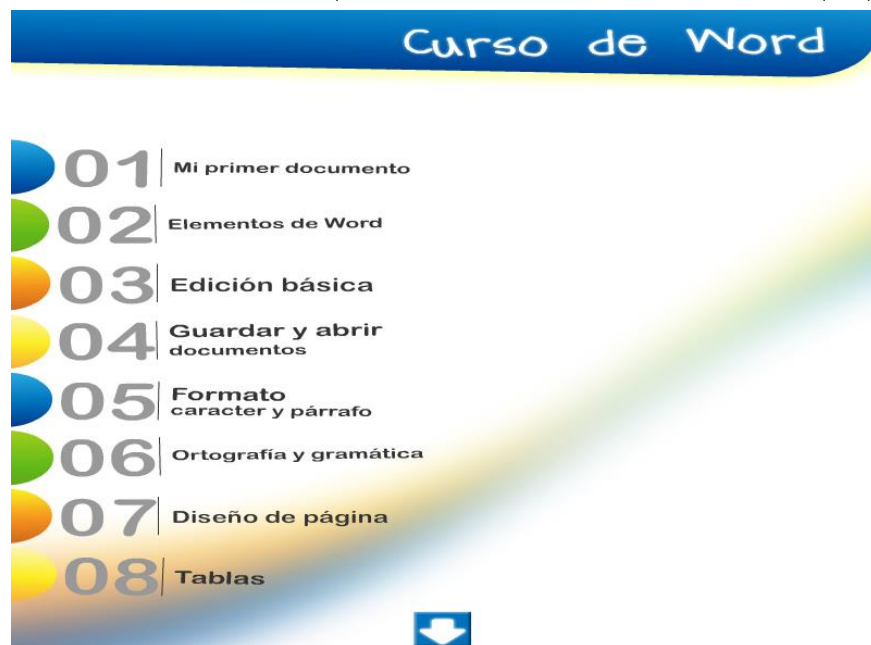 Curso de Word
01 Mi primer documento
02 Elementos de Word
03 Edición básica
04 Guardar y abrir
documentos
05 Formato
caracter y párrafo
06 Ortografía y gramática
07 Diseño de página
08 Tablas